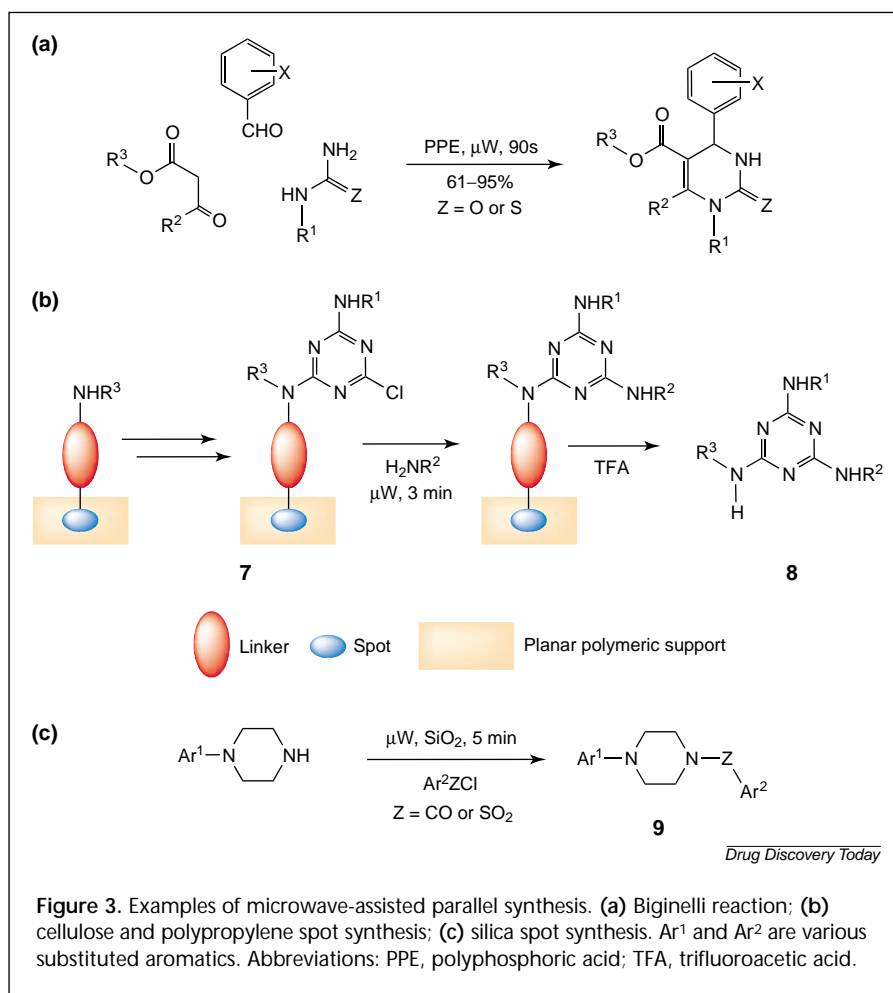 (a)
X
CHO
O
R³
O
R²
O
NH₂
HN
Z
R¹
PPE, μW, 90s
61–95%
Z = O or S
X
O
R³
O
NH
R²
N
Z
R¹
(b)
NHR³
NHR¹
N
N
R³
N
N
Cl
H₂NR²
μW, 3 min
NHR¹
N
N
R³
N
N
NHR²
TFA
NHR¹
N
N
R³
N
N
NHR²
H
7
8
Linker
Spot
Planar polymeric support
(c)
Ar¹
N
NH
μW, SiO₂, 5 min
Ar²ZCl
Z = CO or SO₂
Ar¹
N
N
Z
Ar²
9
Drug Discovery Today
Figure 3. Examples of microwave-assisted parallel synthesis. (a) Biginelli reaction; (b)
cellulose and polypropylene spot synthesis; (c) silica spot synthesis. Ar¹ and Ar² are various
substituted aromatics. Abbreviations: PPE, polyphosphoric acid; TFA, trifluoroacetic acid.